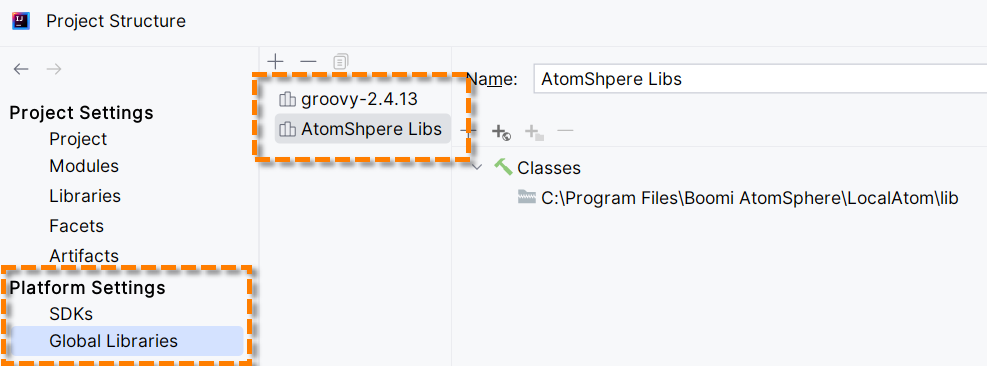 Project Structure
Project Settings
Project
Modules
Libraries
Facets
Artifacts
Platform Settings
SDKs
Global Libraries
groovy-2.4.13
AtomShpere Libs
Name: AtomShpere Libs
Classes
C:\Program Files\Boomi AtomSphere\LocalAtom\lib